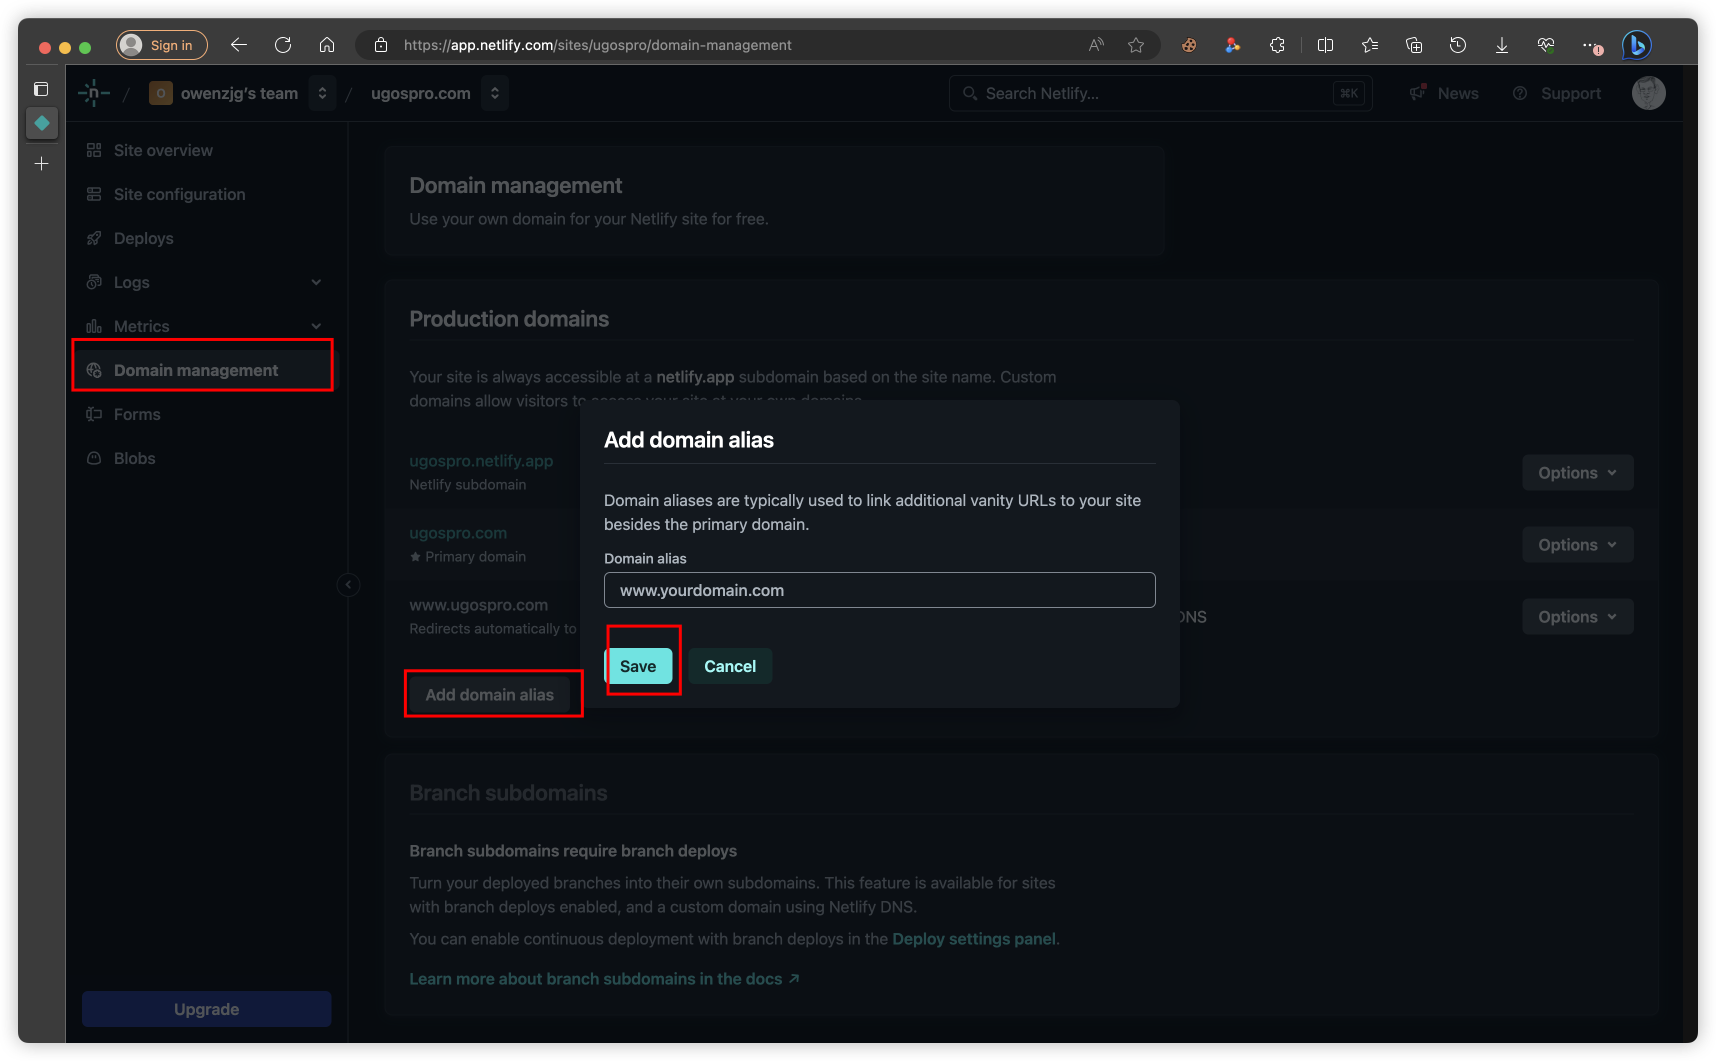 Sign in
https://app.netlify.com/sites/ugospro/domain-management
n
/
O
owenzjg's team
/
ugospro.com
Search Netlify...
⌘K
News
Support
Site overview
Site configuration
Deploys
Logs
Metrics
Domain management
Forms
Blobs
Upgrade
Domain management
Use your own domain for your Netlify site for free.
Production domains
Your site is always accessible at a netlify.app subdomain based on the site name. Custom
domains allow visitors to access your site at your own domains.
ugospro.netlify.app
Netlify subdomain
Options
ugospro.com
★ Primary domain
Options
www.ugospro.com
Redirects automatically to
DNS
Options
Add domain alias
Add domain alias
Domain aliases are typically used to link additional vanity URLs to your site
besides the primary domain.
Domain alias
www.yourdomain.com
Save
Cancel
Branch subdomains
Branch subdomains require branch deploys
Turn your deployed branches into their own subdomains. This feature is available for sites
with branch deploys enabled, and a custom domain using Netlify DNS.
You can enable continuous deployment with branch deploys in the Deploy settings panel.
Learn more about branch subdomains in the docs ↗